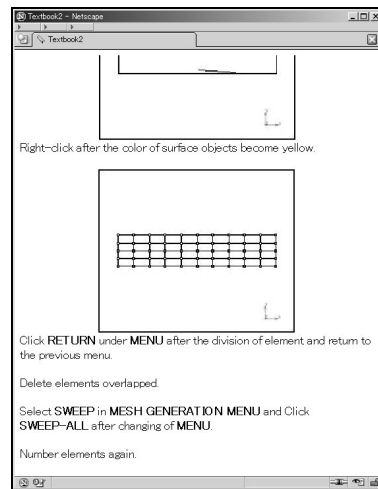 Textbook2 - Netscape
Textbook2
Right-click after the color of surface objects become yellow.
Click RETURN under MENU after the division of element and return to
the previous menu.
Delete elements overlapped.
Select SWEEP in MESH GENERATION MENU and Click
SWEEP-ALL after changing of MENU.
Number elements again.